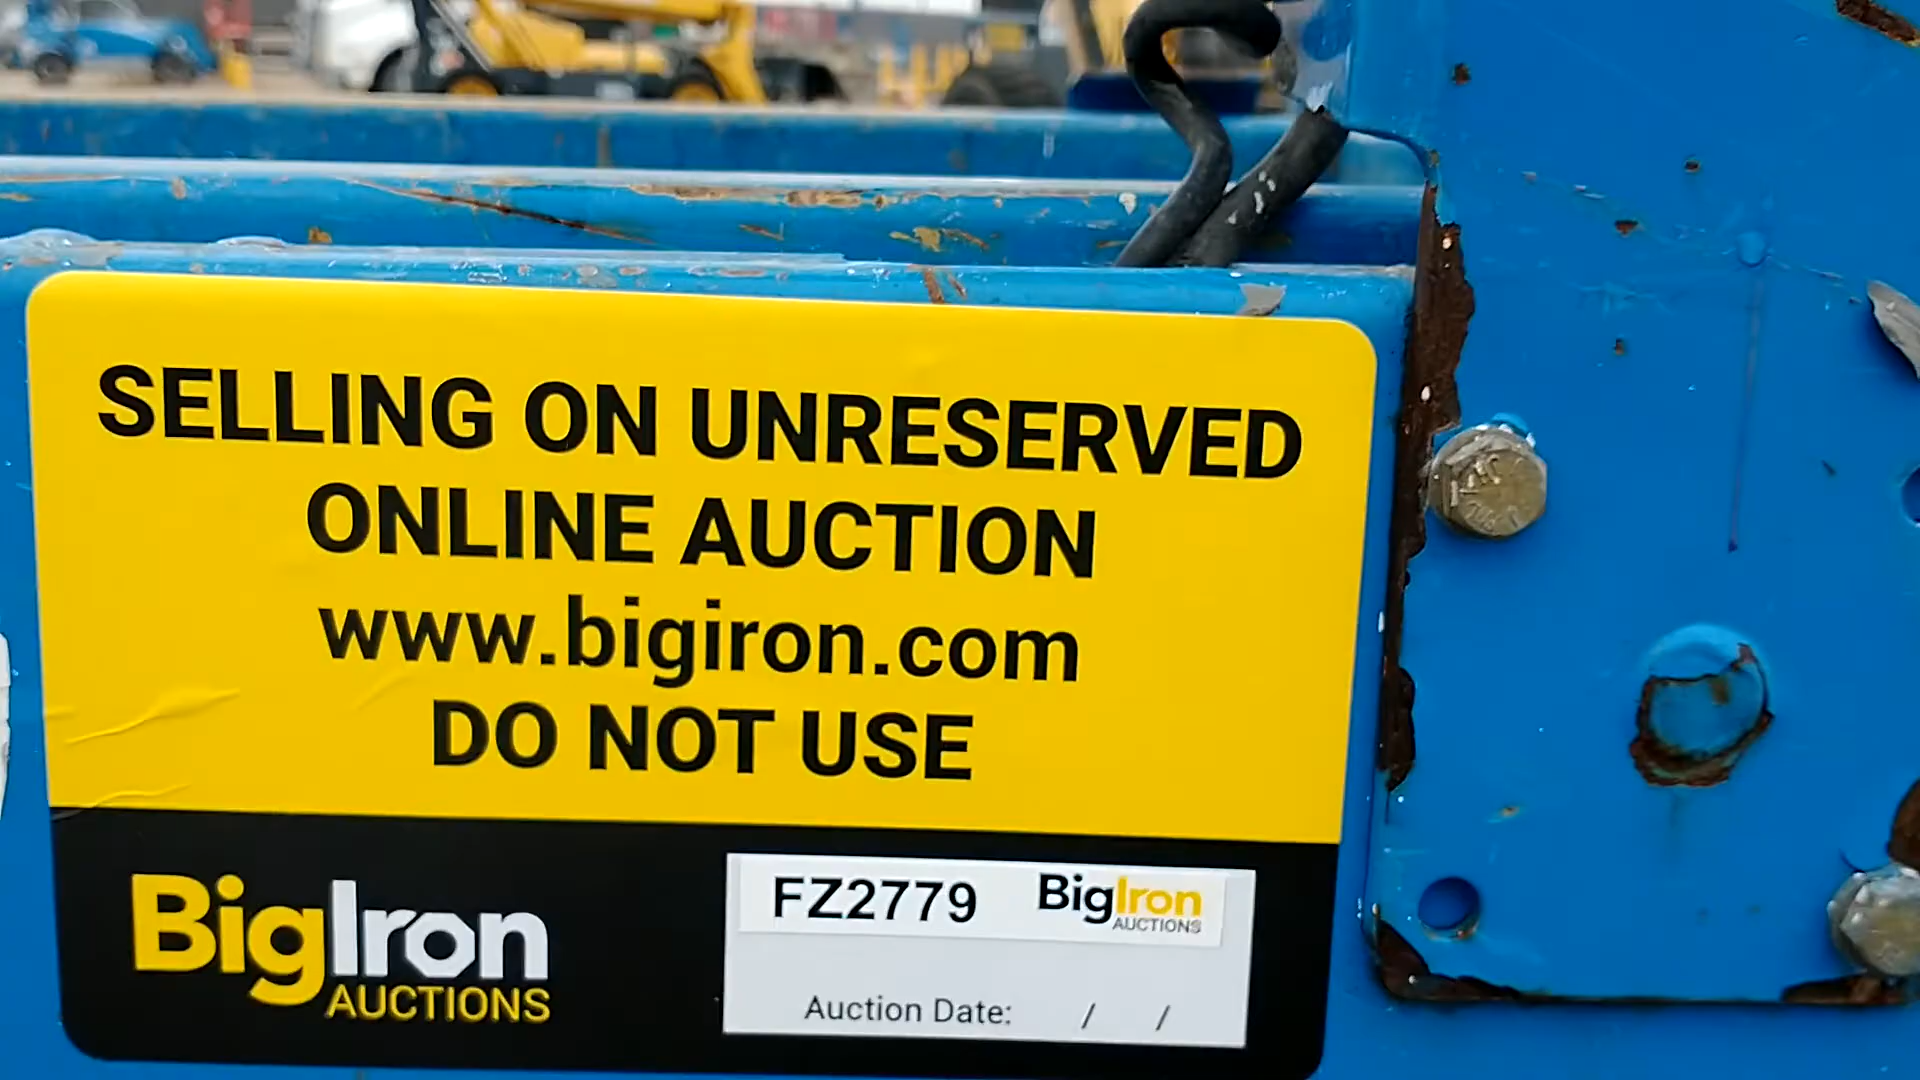 SELLING ON UNRESERVED
ONLINE AUCTION
www.bigiron.com
DO NOT USE
BigIron
AUCTIONS
FZ2779
BigIron
AUCTIONS
Auction Date: / /